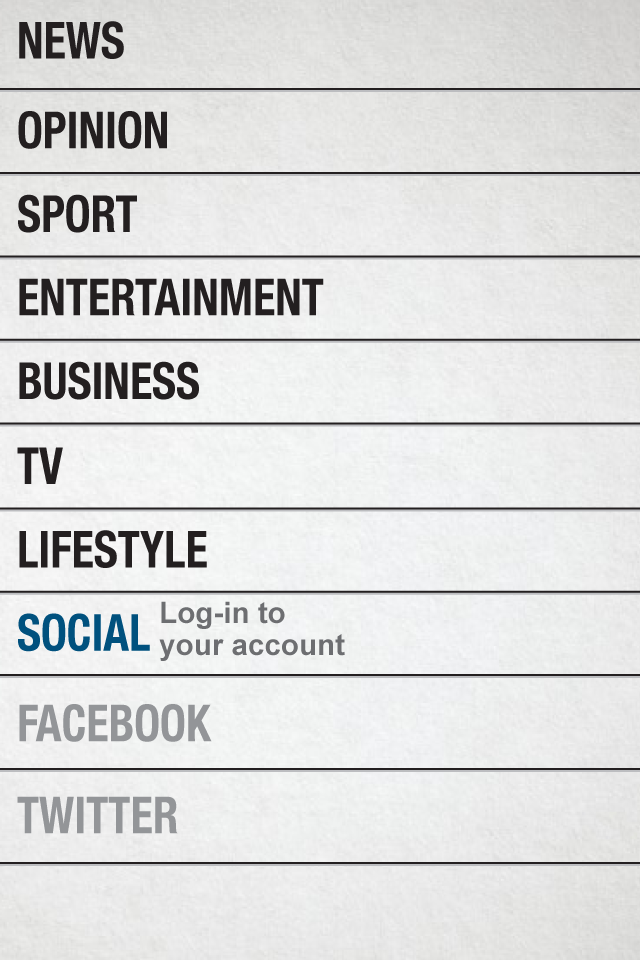 NEWS
OPINION
SPORT
ENTERTAINMENT
BUSINESS
TV
LIFESTYLE
SOCIAL Log-in to
your account
FACEBOOK
TWITTER